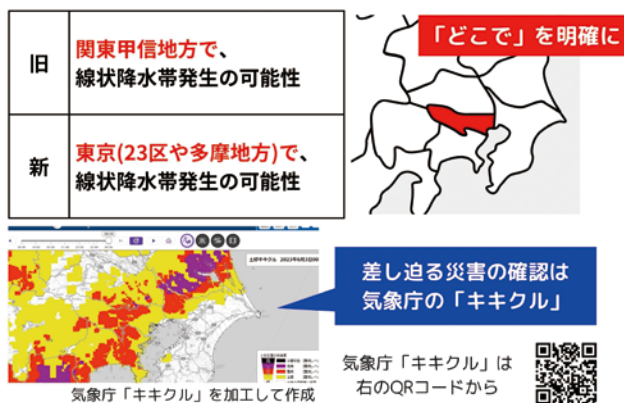 旧
関東甲信地方で、
線状降水帯発生の可能性
「どこで」を明確に
新
東京(23区や多摩地方)で、
線状降水帯発生の可能性
差し迫る災害の確認は
気象庁の「キキクル」
気象庁「キキクル」を加工して作成
気象庁「キキクル」は
右のQRコードから